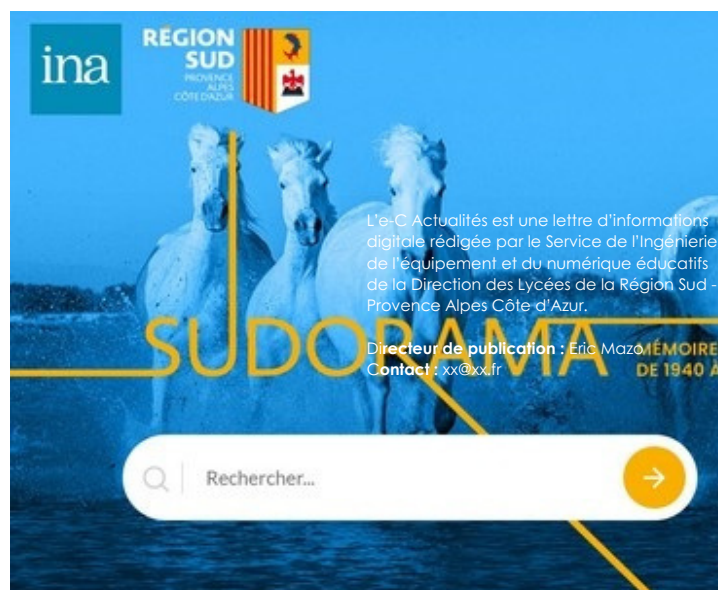 ina
RÉGION
SUD
PROVENCE
ALPES
CÔTE D'AZUR
L'e-C Actualités est une lettre d'informations
digitale rédigée par le Service de l'Ingénierie
de l'équipement et du numérique éducatifs
de la Direction des Lycées de la Région Sud -
Provence Alpes Côte d'Azur.
SUDORAMA
Directeur de publication : Eric Mazo
Contact : xx@xx.fr
MÉMOIRE
DE 1940 À
Rechercher...